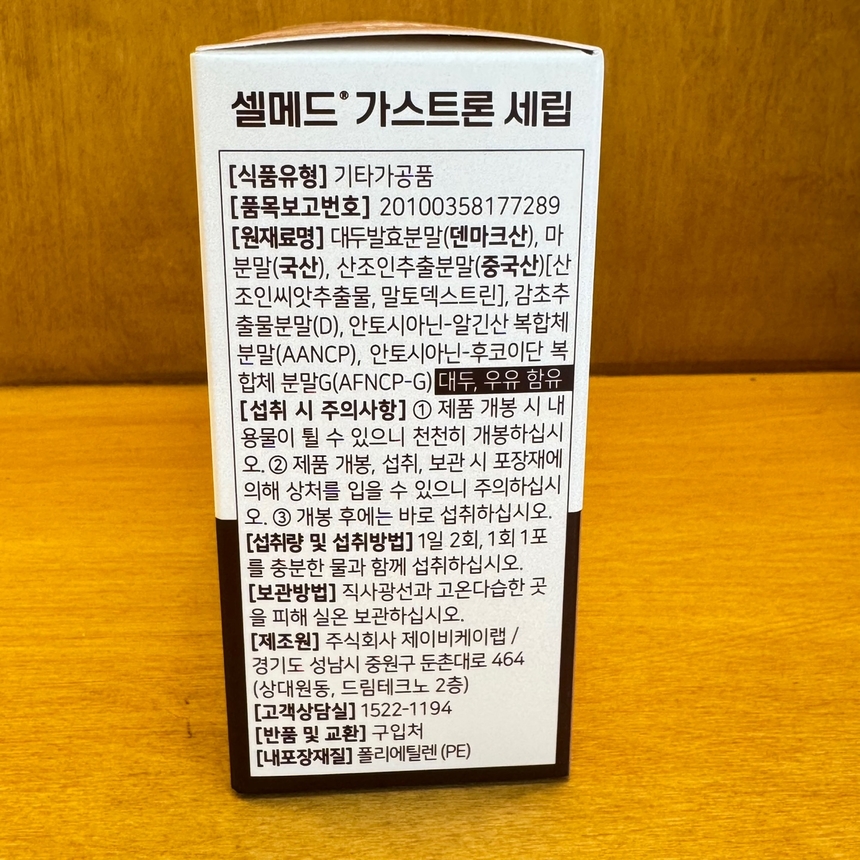 셀메드® 가스트론 세립
[식품유형] 기타가공품
[품목보고번호] 20100358177289
[원재료명] 대두발효분말(덴마크산), 마
분말(국산), 산조인추출분말(중국산)[산
조인씨앗추출물, 말토덱스트린], 감초추
출물분말(D), 안토시아닌-알긴산 복합체
분말(AANCP), 안토시아닌-후코이단 복
합체 분말G(AFNCP-G) 대두, 우유 함유
[섭취 시 주의사항] ① 제품 개봉 시 내
용물이 튈 수 있으니 천천히 개봉하십시
오. ② 제품 개봉, 섭취, 보관 시 포장재에
의해 상처를 입을 수 있으니 주의하십시
오. ③ 개봉 후에는 바로 섭취하십시오.
[섭취량 및 섭취방법] 1일 2회, 1회 1포
를 충분한 물과 함께 섭취하십시오.
[보관방법] 직사광선과 고온다습한 곳
을 피해 실온 보관하십시오.
[제조원] 주식회사 제이비케이랩 /
경기도 성남시 중원구 둔촌대로 464
(상대원동, 드림테크노 2층)
[고객상담실] 1522-1194
[반품 및 교환] 구입처
[내포장재질] 폴리에틸렌 (PE)